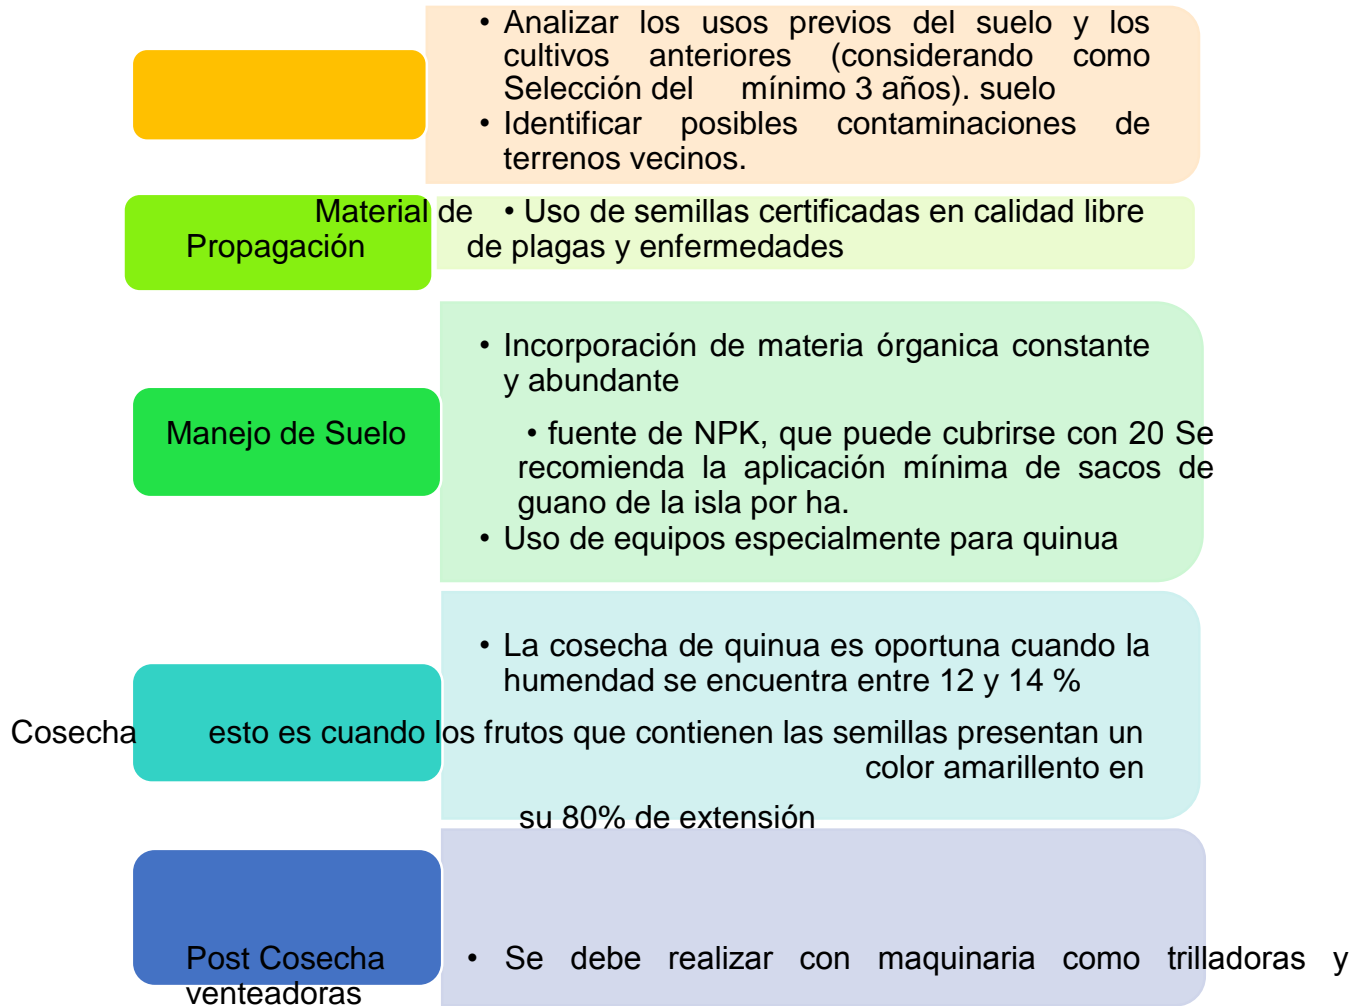 • Analizar los usos previos del suelo y los
cultivos anteriores (considerando como
Selección del mínimo 3 años). suelo
• Identificar posibles contaminaciones de
terrenos vecinos.
Material de • Uso de semillas certificadas en calidad libre
Propagación de plagas y enfermedades
• Incorporación de materia órganica constante
y abundante
Manejo de Suelo • fuente de NPK, que puede cubrirse con 20 Se
recomienda la aplicación mínima de sacos de
guano de la isla por ha.
• Uso de equipos especialmente para quinua
• La cosecha de quinua es oportuna cuando la
humendad se encuentra entre 12 y 14 %
Cosecha esto es cuando los frutos que contienen las semillas presentan un
color amarillento en
su 80% de extensión
Post Cosecha • Se debe realizar con maquinaria como trilladoras y
venteadoras